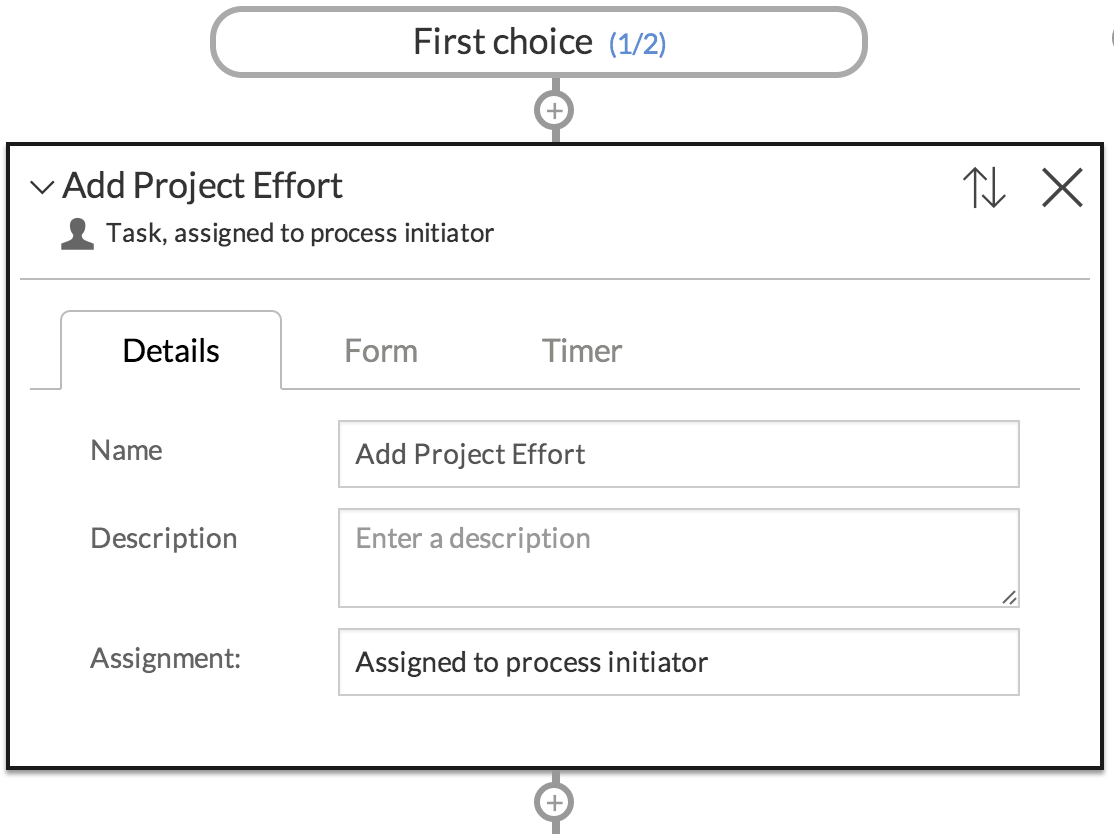 First choice (1/2)
Add Project Effort
Task, assigned to process initiator
Details Form Timer
Name Add Project Effort
Description Enter a description
Assignment: Assigned to process initiator